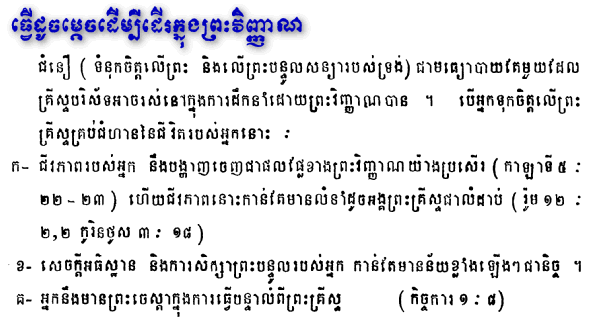 ធ្វើដូចម្ដេចដើម្បីដើរក្នុងព្រះវិញ្ញាណ
ជំនឿ ( ទំនុកចិត្តលើព្រះ និងលើព្រះបន្ទូលសន្យារបស់ទ្រង់ ) ជាមធ្យោបាយតែមួយដែល
គ្រីស្ទបរិស័ទអាចរស់នៅក្នុងការដឹកនាំដោយព្រះវិញ្ញាណបាន ។ បើអ្នកទុកចិត្តលើព្រះ
គ្រីស្ទគ្រប់ជំហាននៃជីវិតរបស់អ្នកនោះ :
ក- ជីវភាពរបស់អ្នក នឹងបង្ហាញចេញជាផលផ្លែខាងព្រះវិញ្ញាណយ៉ាងប្រសើរ ( កាឡាទី ៥ :
២២ - ២៣ ) ហើយជីវភាពនោះកាន់តែមានលំនាំដូចអង្គព្រះគ្រីស្ទជាលំដាប់ ( រ៉ូម ១២ :
២,២ កូរិនថូស ៣ : ១៨ )
ខ- សេចក្ដីអធិស្ឋាន និងការសិក្សាព្រះបន្ទូលរបស់អ្នក កាន់តែមានន័យខ្លាំងឡើងៗជានិច្ច ។
គ- អ្នកនឹងមានព្រះចេស្ដាក្នុងការធ្វើបន្ទាល់ពីព្រះគ្រីស្ទ ( កិច្ចការ ១ : ៨ )